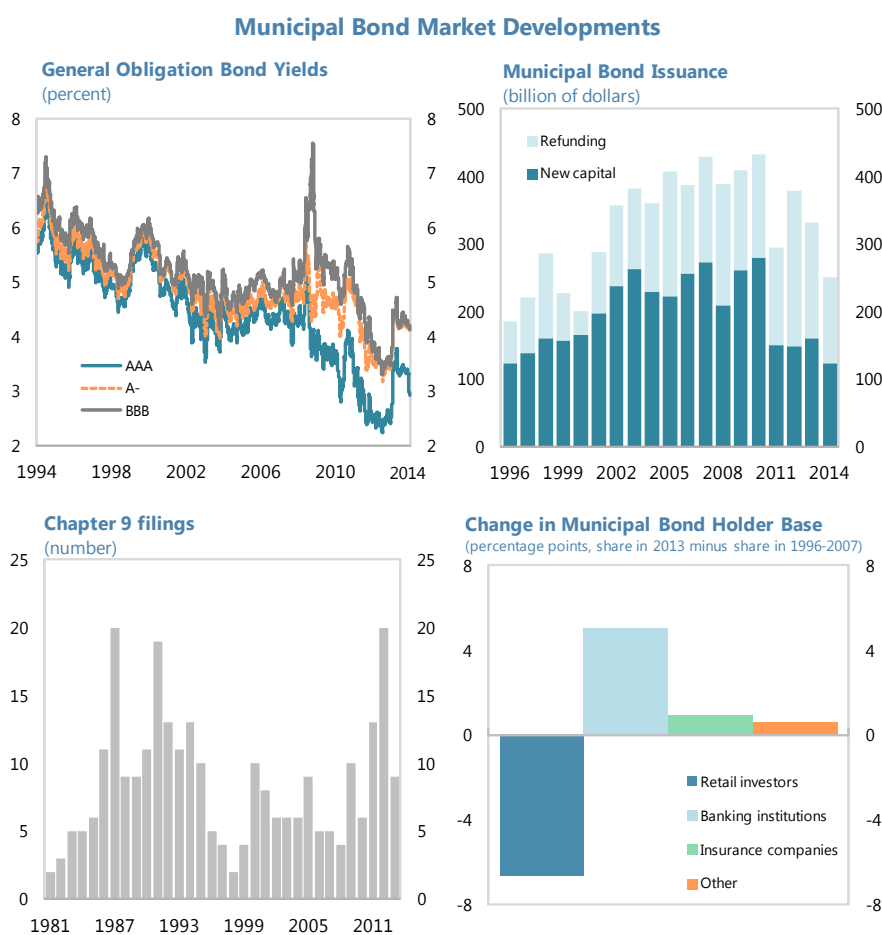 Municipal Bond Market Developments
General Obligation Bond Yields
(percent)
8 8
7 7
6 6
5 5
4 4
3 3
2 2
AAA
A-
BBB
1994 1998 2002 2006 2010 2014
Municipal Bond Issuance
(billion of dollars)
500 500
400 400
300 300
200 200
100 100
0 0
Refunding
New capital
1996 1999 2002 2005 2008 2011 2014
Chapter 9 filings
(number)
25 25
20 20
15 15
10 10
5 5
0 0
1981 1987 1993 1999 2005 2011
Change in Municipal Bond Holder Base
(percentage points, share in 2013 minus share in 1996-2007)
8 8
4 4
0 0
-4 -4
-8 -8
Retail investors
Banking institutions
Insurance companies
Other